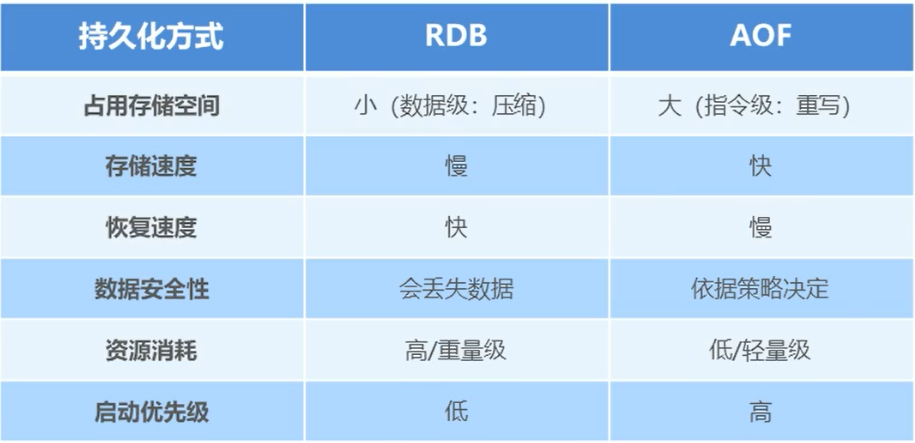 持久化方式 RDB AOF
占用存储空间 小（数据级：压缩） 大（指令级：重写）
存储速度 慢 快
恢复速度 快 慢
数据安全性 会丢失数据 依据策略决定
资源消耗 高/重量级 低/轻量级
启动优先级 低 高